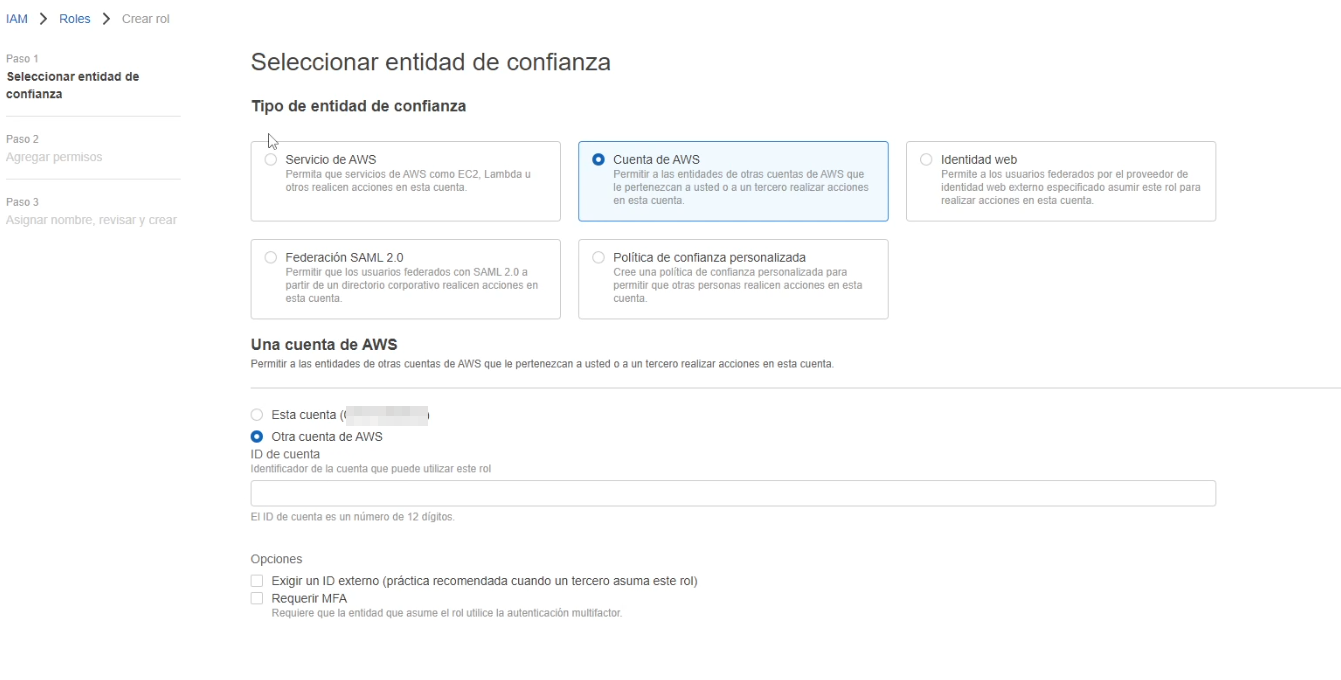 IAM > Roles > Crear rol
Paso 1
Seleccionar entidad de
confianza
Paso 2
Agregar permisos
Paso 3
Asignar nombre, revisar y crear
Seleccionar entidad de confianza
Tipo de entidad de confianza
Servicio de AWS
Permita que servicios de AWS como EC2, Lambda u
otros realicen acciones en esta cuenta.
Cuenta de AWS
Permitir a las entidades de otras cuentas de AWS que
le pertenezcan a usted o a un tercero realizar acciones
en esta cuenta.
Identidad web
Permite a los usuarios federados por el proveedor de
identidad web externo especificado asumir este rol para
realizar acciones en esta cuenta.
Federación SAML 2.0
Permitir que los usuarios federados con SAML 2.0 a
partir de un directorio corporativo realicen acciones en
esta cuenta.
Política de confianza personalizada
Cree una política de confianza personalizada para
permitir que otras personas realicen acciones en esta
cuenta.
Una cuenta de AWS
Permitir a las entidades de otras cuentas de AWS que le pertenezcan a usted o a un tercero realizar acciones en esta cuenta.
Esta cuenta ( )
Otra cuenta de AWS
ID de cuenta
Identificador de la cuenta que puede utilizar este rol
El ID de cuenta es un número de 12 dígitos.
Opciones
Exigir un ID externo (práctica recomendada cuando un tercero asuma este rol)
Requerir MFA
Requiere que la entidad que asume el rol utilice la autenticación multifactor.